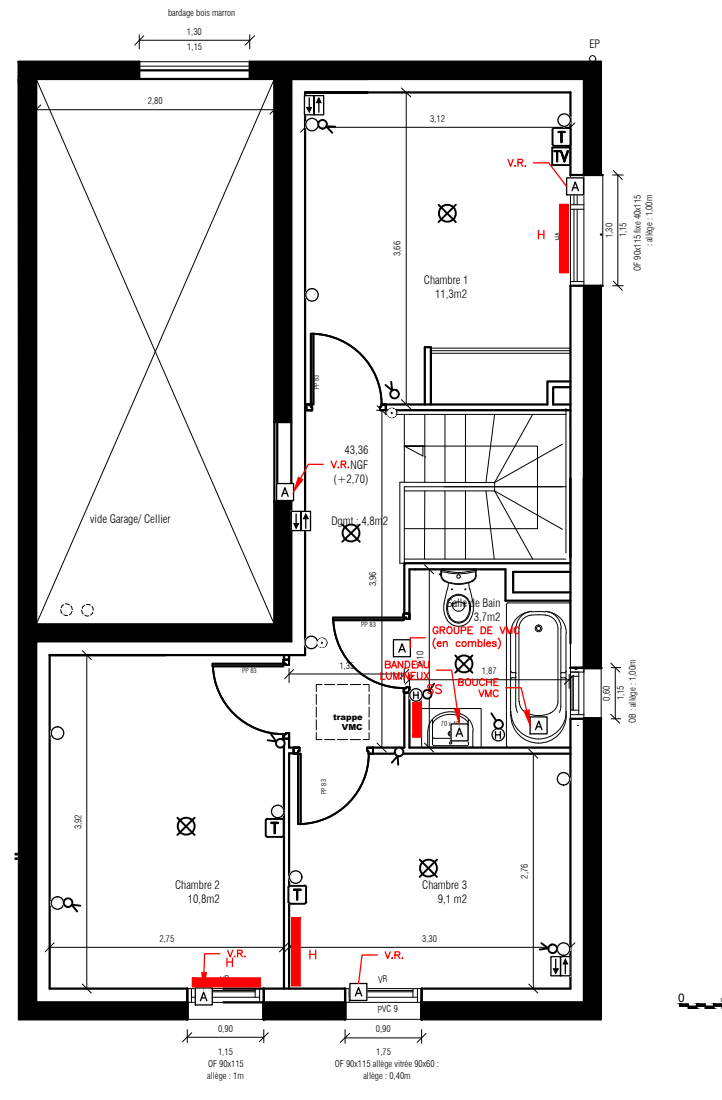 bardage bois marron
1,30
1,15
EP
2,80
3,12
T
TV
V.R.
A
H
3,66
1,30
1,15
OF 90x115 fixe 40x115
: allège : 1,00m
Chambre 1
11,3m2
PP 83
43,36
V.R. NGF
(+2,70)
A
vide Garage/ Cellier
Dgmt : 4,8m2
3,96
Salle de Bain
3,7m2
PP 83
GROUPE DE VMC
(en combles)
A
BANDEAU
LUMINEUX
SS
1,35
1,87
BOUCHE
VMC
PP 83
0,60
1,15
OB : allège : 1,00m
H
trappe
VMC
A
A
H
PP 83
3,92
T
Chambre 2
10,8m2
T
Chambre 3
9,1 m2
2,76
2,75
3,30
V.R.
H
H
V.R.
VR
A
A
PVC 9
0,90
0,90
1,15
1,75
OF 90x115
allège : 1m
OF 90x115 allège vitrée 90x60 :
allège : 0,40m
0